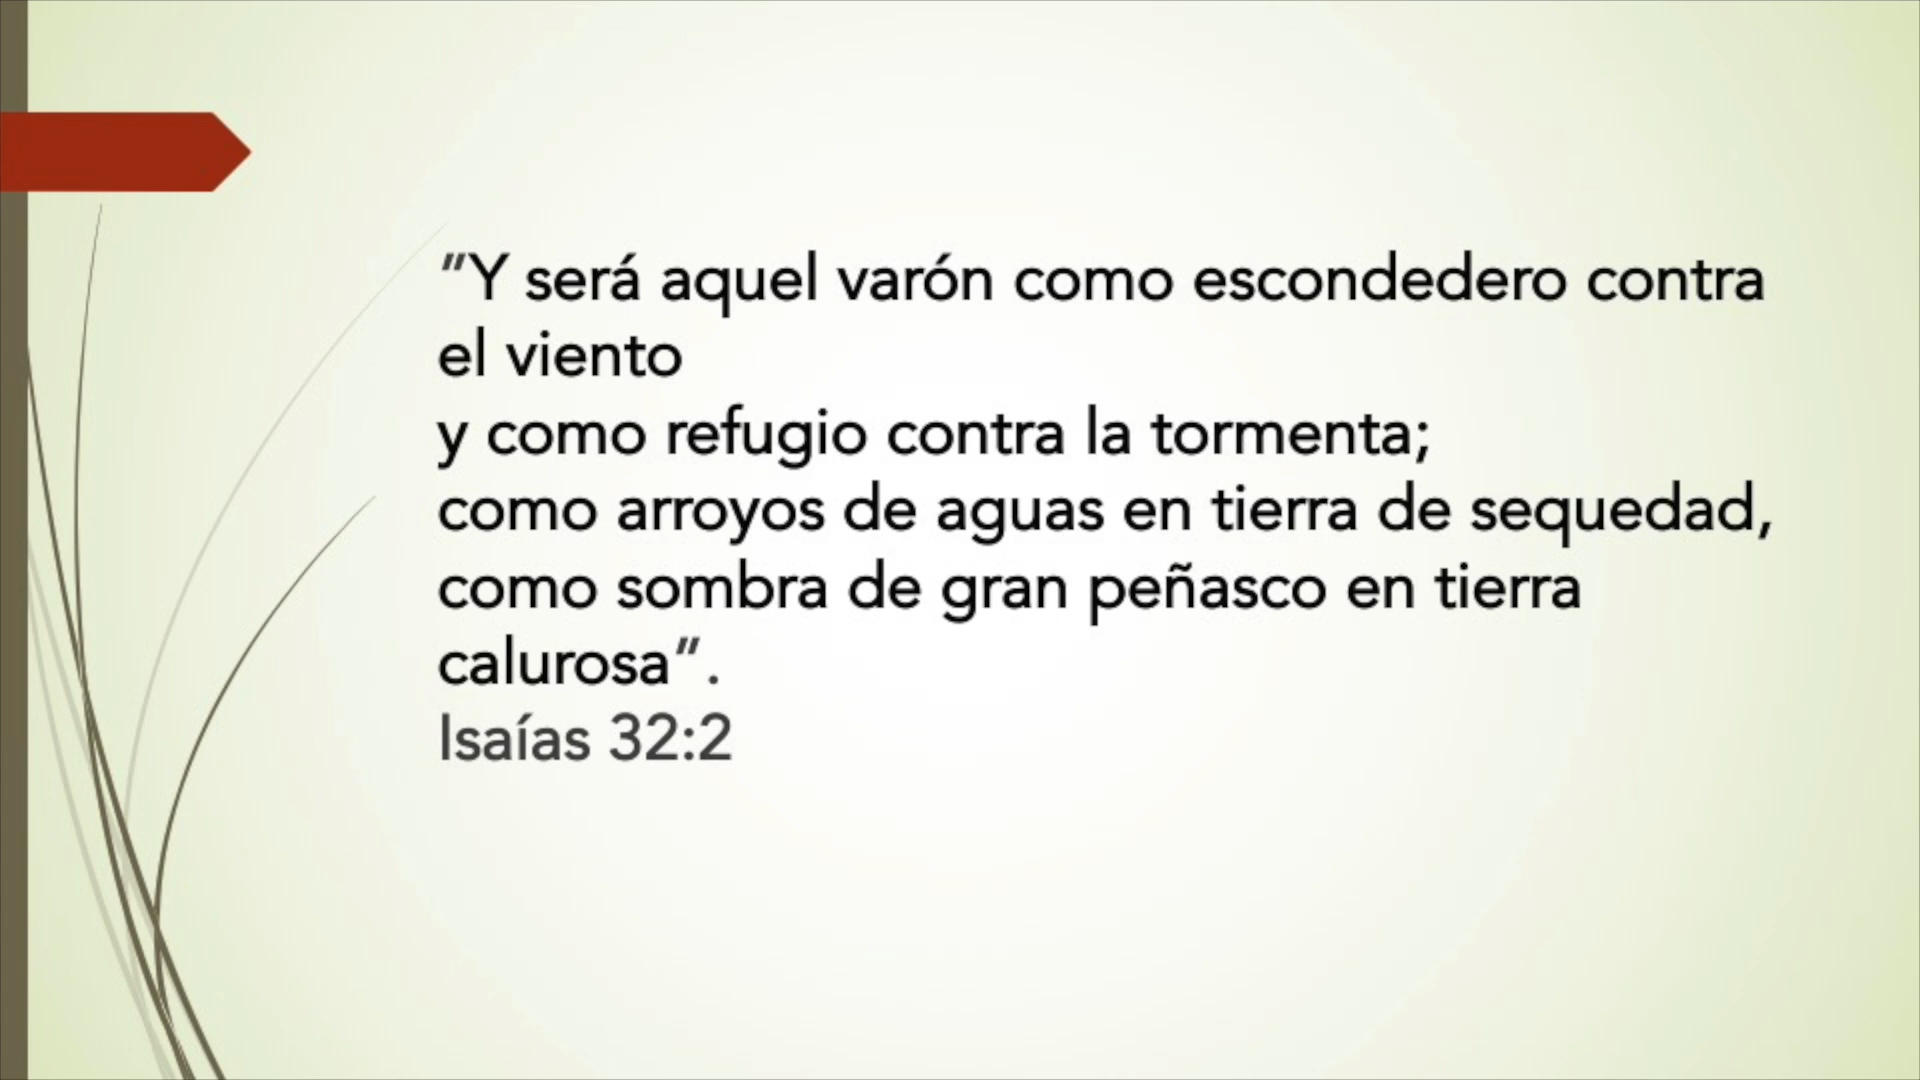 "Y será aquel varón como escondedero contra
el viento
y como refugio contra la tormenta;
como arroyos de aguas en tierra de sequedad,
como sombra de gran peñasco en tierra
calurosa".
Isaías 32:2